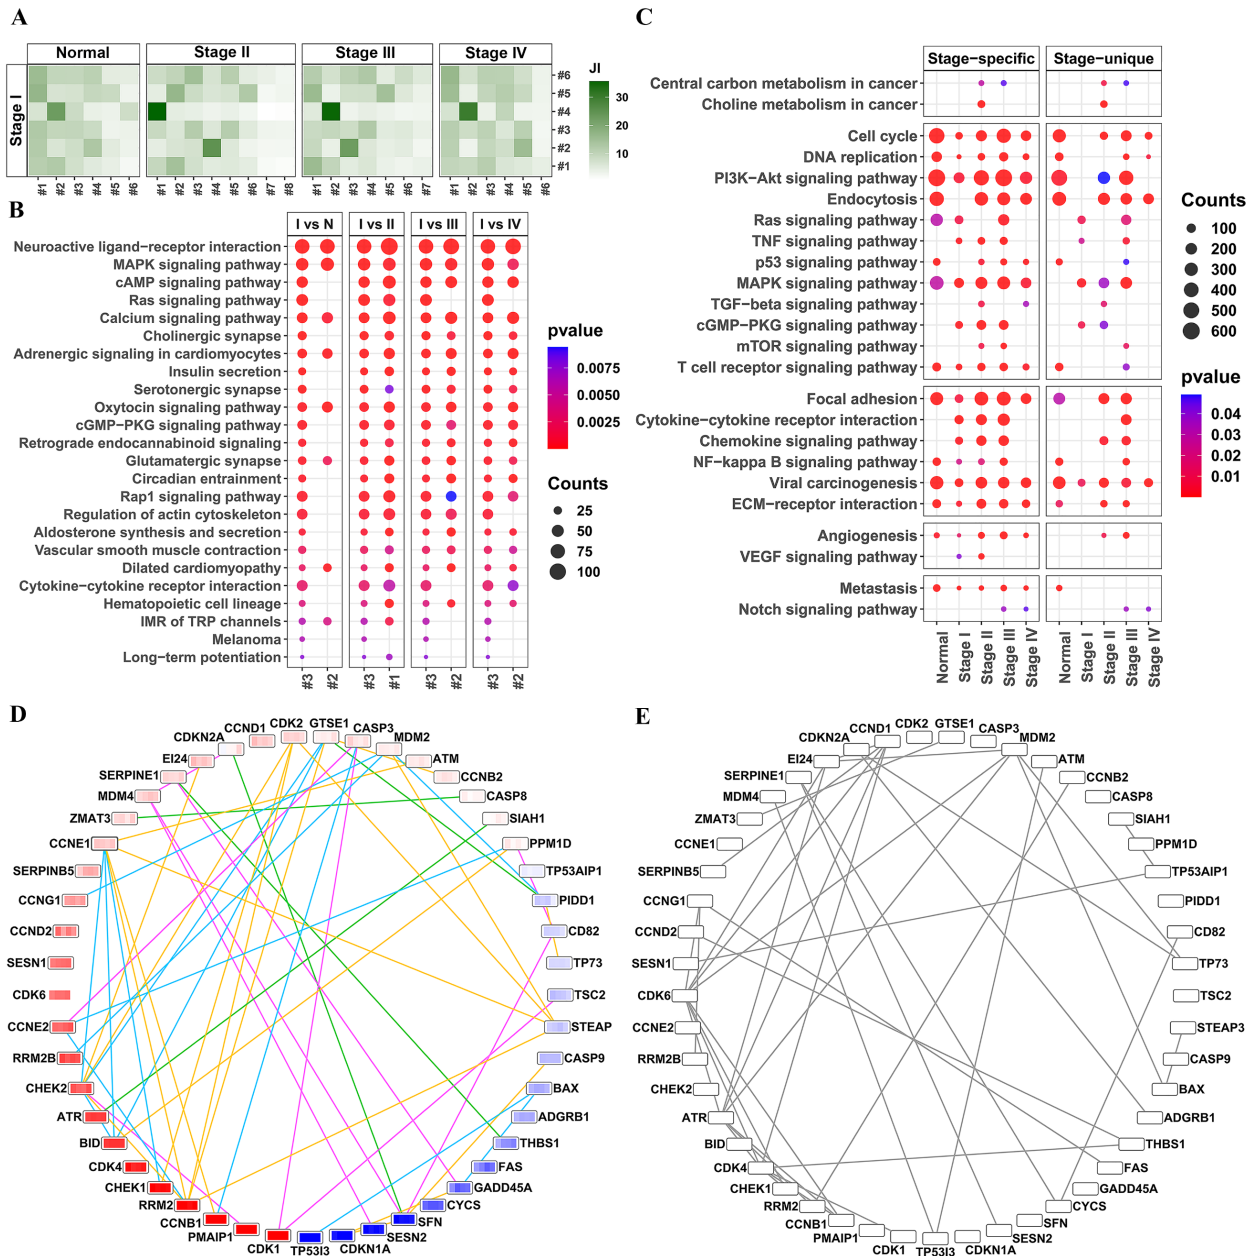 A
Normal
Stage II
Stage III
Stage IV
Stage I
#6
#5
#4
#3
#2
#1
#1
#2
#3
#4
#5
#6
#1
#2
#3
#4
#5
#6
#7
#8
#1
#2
#3
#4
#5
#6
#7
#1
#2
#3
#4
#5
#6
JI
30
20
10
B
I vs N
I vs II
I vs III
I vs IV
Neuroactive ligand−receptor interaction
MAPK signaling pathway
cAMP signaling pathway
Ras signaling pathway
Calcium signaling pathway
Cholinergic synapse
Adrenergic signaling in cardiomyocytes
Insulin secretion
Serotonergic synapse
Oxytocin signaling pathway
cGMP−PKG signaling pathway
Retrograde endocannabinoid signaling
Glutamatergic synapse
Circadian entrainment
Rap1 signaling pathway
Regulation of actin cytoskeleton
Aldosterone synthesis and secretion
Vascular smooth muscle contraction
Dilated cardiomyopathy
Cytokine−cytokine receptor interaction
Hematopoietic cell lineage
IMR of TRP channels
Melanoma
Long−term potentiation
#3
#2
#3
#1
#3
#2
#3
#2
pvalue
0.0075
0.0050
0.0025
Counts
25
50
75
100
C
Stage−specific
Stage−unique
Central carbon metabolism in cancer
Choline metabolism in cancer
Cell cycle
DNA replication
PI3K−Akt signaling pathway
Endocytosis
Ras signaling pathway
TNF signaling pathway
p53 signaling pathway
MAPK signaling pathway
TGF−beta signaling pathway
cGMP−PKG signaling pathway
mTOR signaling pathway
T cell receptor signaling pathway
Focal adhesion
Cytokine−cytokine receptor interaction
Chemokine signaling pathway
NF−kappa B signaling pathway
Viral carcinogenesis
ECM−receptor interaction
Angiogenesis
VEGF signaling pathway
Metastasis
Notch signaling pathway
Normal
Stage I
Stage II
Stage III
Stage IV
Normal
Stage I
Stage II
Stage III
Stage IV
Counts
100
200
300
400
500
600
pvalue
0.04
0.03
0.02
0.01
D
CDK2
GTSE1
CASP3
MDM2
ATM
CCNB2
CASP8
SIAH1
PPM1D
TP53AIP1
PIDD1
CD82
TP73
TSC2
STEAP
CASP9
BAX
ADGRB1
THBS1
FAS
GADD45A
CYCS
SFN
SESN2
CDKN1A
TP53I3
CDK1
PMAIP1
CCNB1
RRM2
CHEK1
CDK4
BID
ATR
CHEK2
RRM2B
CCNE2
CDK6
SESN1
CCND2
CCNG1
SERPINB5
CCNE1
ZMAT3
MDM4
SERPINE1
EI24
CDKN2A
CCND1
E
CDK2
GTSE1
CASP3
MDM2
ATM
CCNB2
CASP8
SIAH1
PPM1D
TP53AIP1
PIDD1
CD82
TP73
TSC2
STEAP3
CASP9
BAX
ADGRB1
THBS1
FAS
GADD45A
CYCS
SFN
SESN2
CDKN1A
TP53I3
CDK1
PMAIP1
CCNB1
RRM2
CHEK1
CDK4
BID
ATR
CHEK2
RRM2B
CCNE2
CDK6
SESN1
CCND2
CCNG1
SERPINB5
CCNE1
ZMAT3
MDM4
SERPINE1
EI24
CDKN2A
CCND1